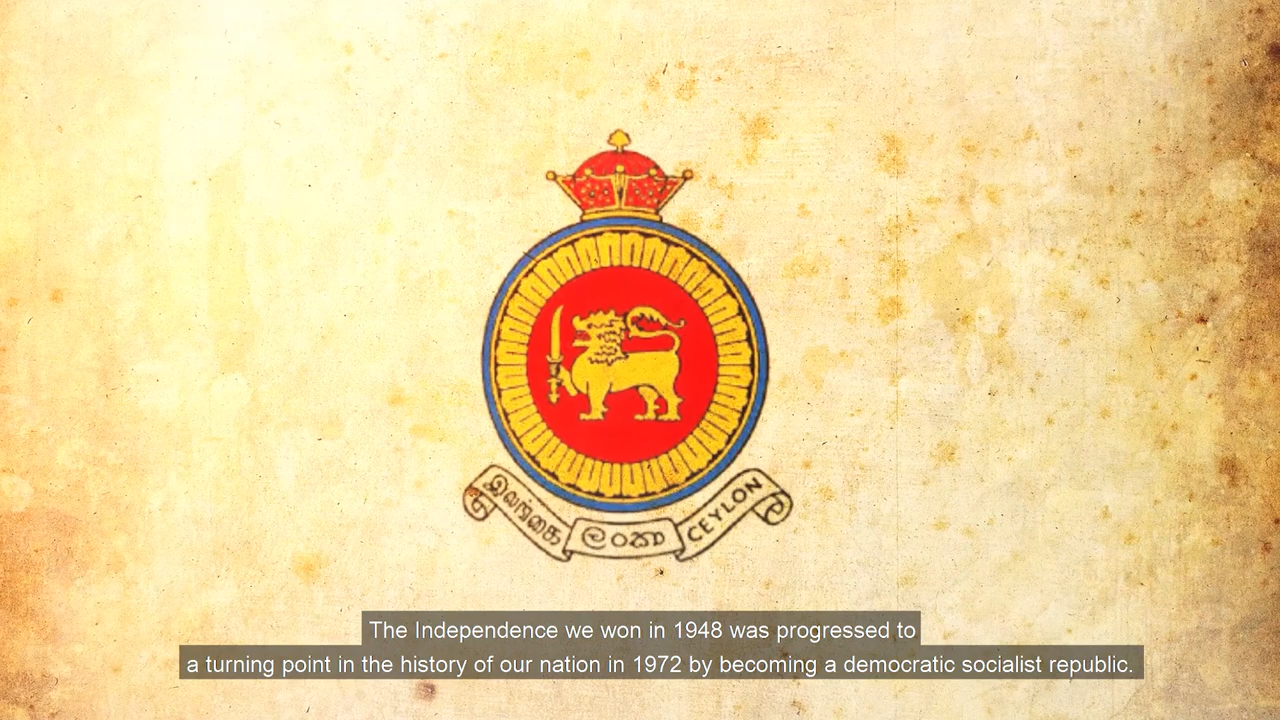 இலங்கை ලංකා CEYLON
The Independence we won in 1948 was progressed to
a turning point in the history of our nation in 1972 by becoming a democratic socialist republic.